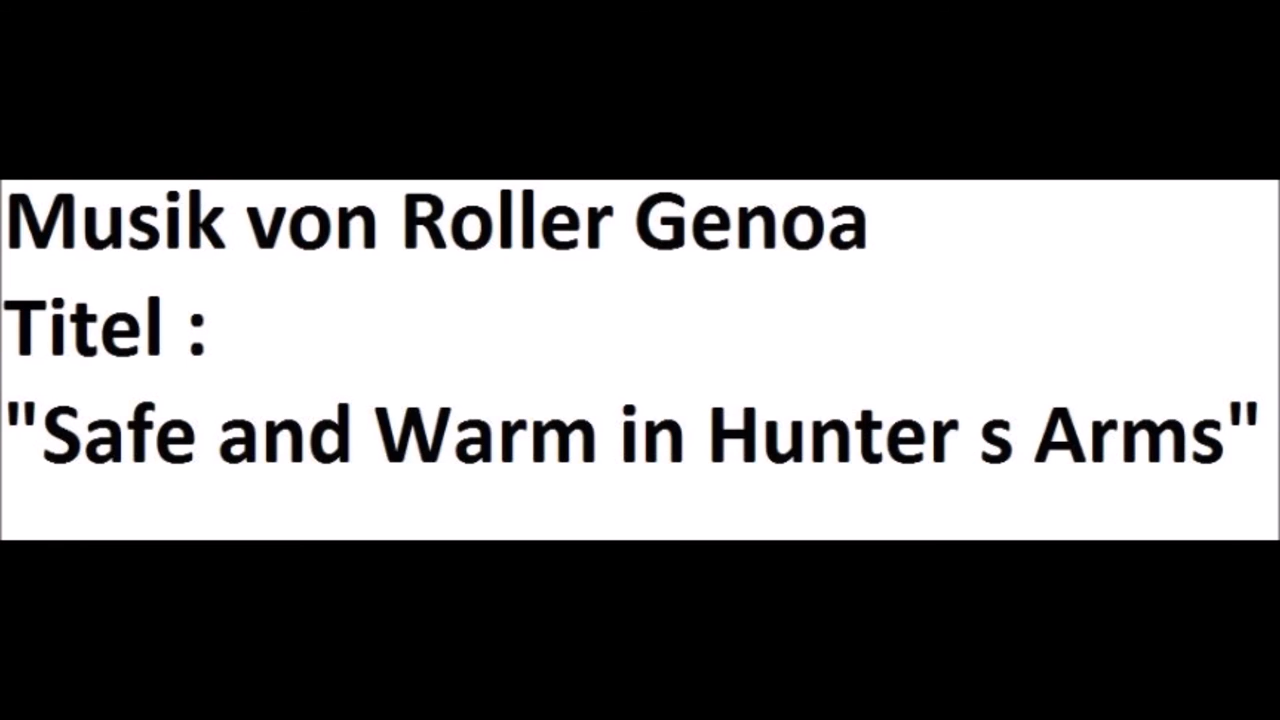 Musik von Roller Genoa
Titel :
"Safe and Warm in Hunter s Arms"